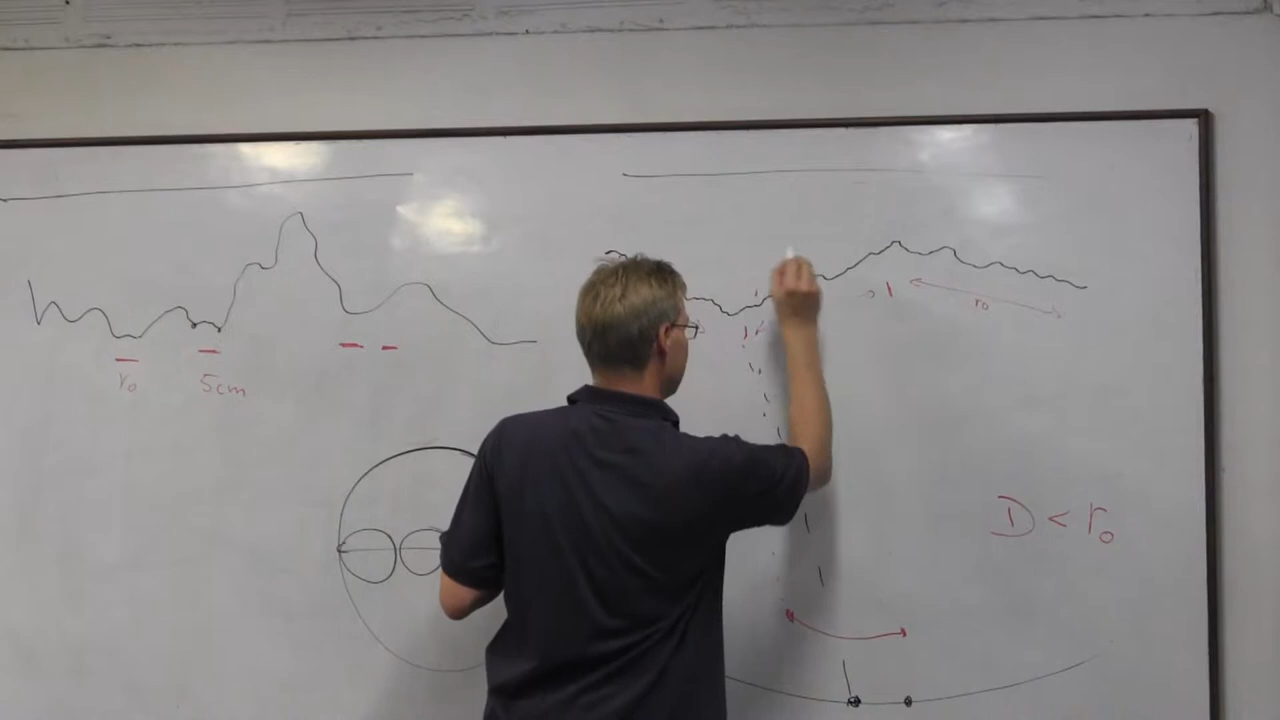 r₀
5cm
r₀
D < r₀